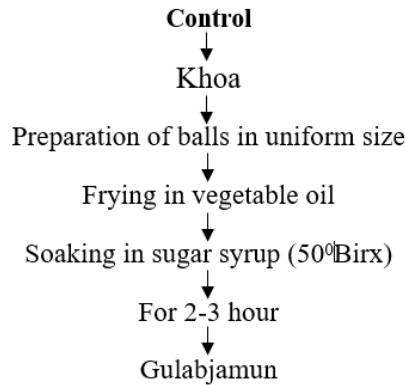 Control
Khoa
Preparation of balls in uniform size
Frying in vegetable oil
Soaking in sugar syrup (50⁰Birx)
For 2-3 hour
Gulabjamun